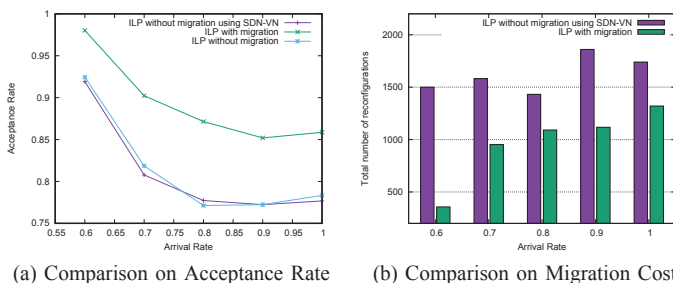 ILP without migration using SDN-VN
ILP with migration
ILP without migration
1
0.95
0.9
0.85
0.8
0.75
Acceptance Rate
0.55 0.6 0.65 0.7 0.75 0.8 0.85 0.9 0.95 1
Arrival Rate
(a) Comparison on Acceptance Rate
ILP without migration using SDN-VN
ILP with migration
2000
1500
1000
500
Total number of reconfigurations
0.6 0.7 0.8 0.9 1
Arrival Rate
(b) Comparison on Migration Cost